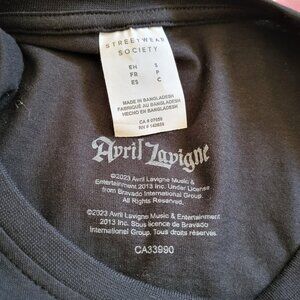 STREETWEAR
SOCIETY
EN S
FR P
ES C
MADE IN BANGLADESH
FABRIQUÉ AU BANGLADESH
HECHO EN BANGLADESH
CA # 07659
Avril Lavigne
©2023 Avril Lavigne Music &
Entertainment 2013 Inc. Under License
from Bravado International Group.
All Rights Reserved.
©2023 Avril Lavigne Music & Entertainment
2013 Inc. Sous licence de Bravado
International Group. Tous droits réservés.
CA33990